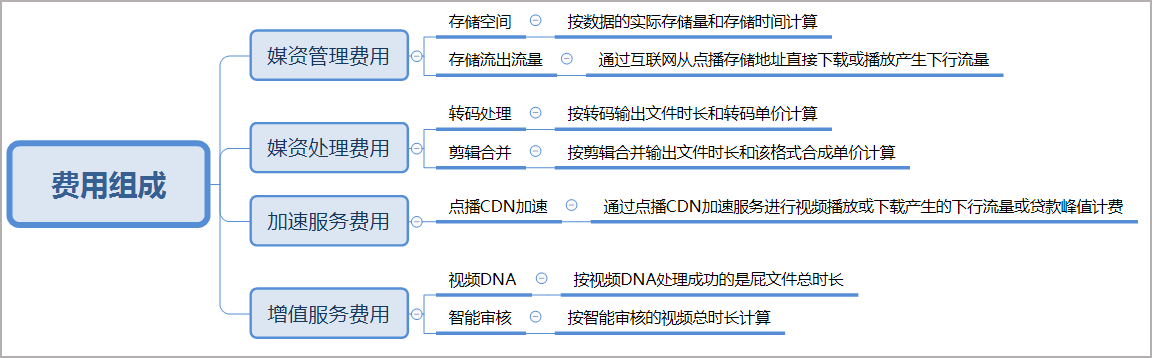 费用组成
媒资管理费用
存储空间
按数据的实际存储量和存储时间计算
存储流出流量
通过互联网从点播存储地址直接下载或播放产生下行流量
媒资处理费用
转码处理
按转码输出文件时长和转码单价计算
剪辑合并
按剪辑合并输出文件时长和该格式合成单价计算
加速服务费用
点播CDN加速
通过点播CDN加速服务进行视频播放或下载产生的下行流量或贷款峰值计费
增值服务费用
视频DNA
按视频DNA处理成功的是屁文件总时长
智能审核
按智能审核的视频总时长计算